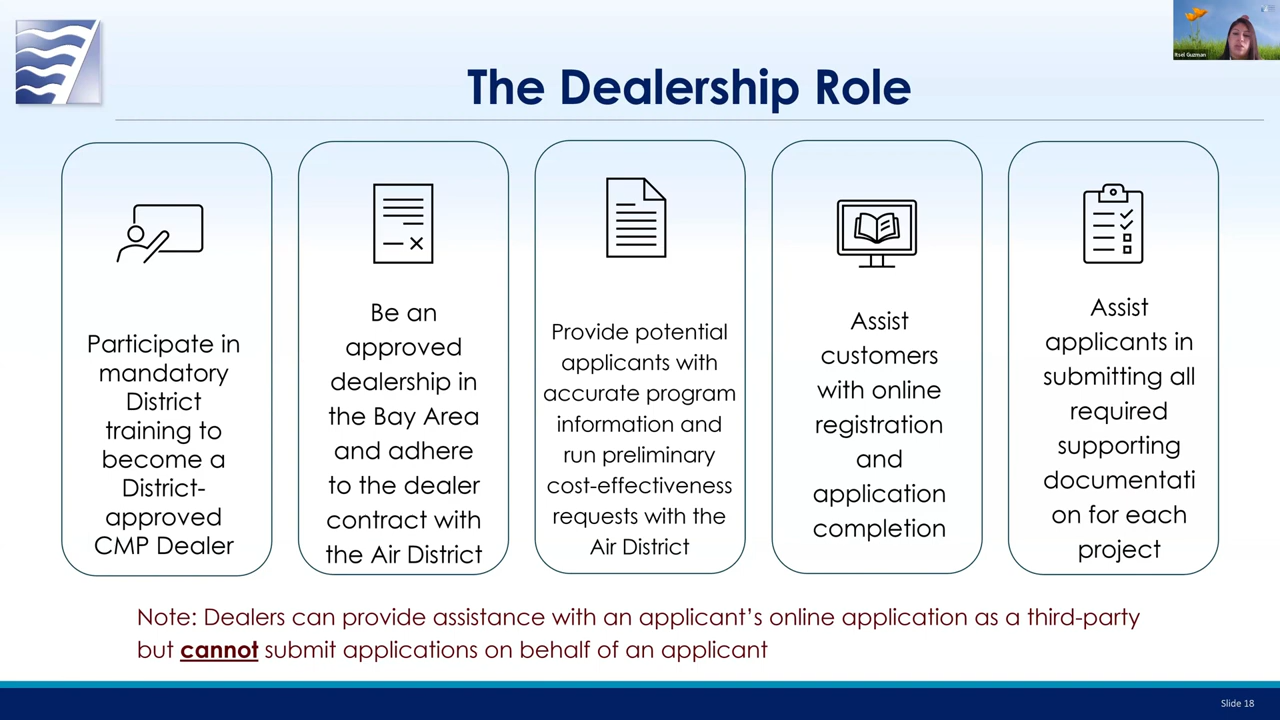 Itsel Guzman
The Dealership Role
Participate in
mandatory
District
training to
become a
District-
approved
CMP Dealer
Be an
approved
dealership in
the Bay Area
and adhere
to the dealer
contract with
the Air District
Provide potential
applicants with
accurate program
information and
run preliminary
cost-effectiveness
requests with the
Air District
Assist
customers
with online
registration
and
application
completion
Assist
applicants in
submitting all
required
supporting
documentati
on for each
project
Note: Dealers can provide assistance with an applicant’s online application as a third-party
but cannot submit applications on behalf of an applicant
Slide 18